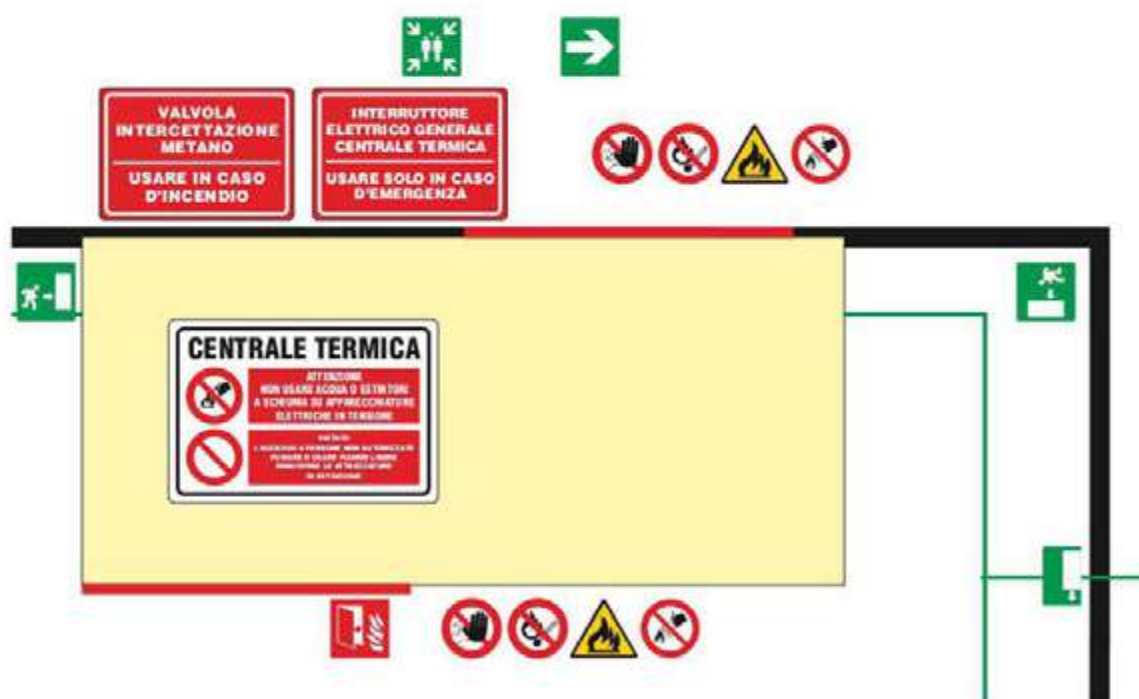 VALVOLA
INTERCETTAZIONE
METANO
USARE IN CASO
D'INCENDIO
INTERRUTTORE
ELETTRICO GENERALE
CENTRALE TERMICA
USARE SOLO IN CASO
D'EMERGENZA
CENTRALE TERMICA
ATTENZIONE
NON USARE ACQUA O ESTINTORI
A SCHIUMA SU APPARECCHIATURE
ELETTRICHE IN TENSIONE